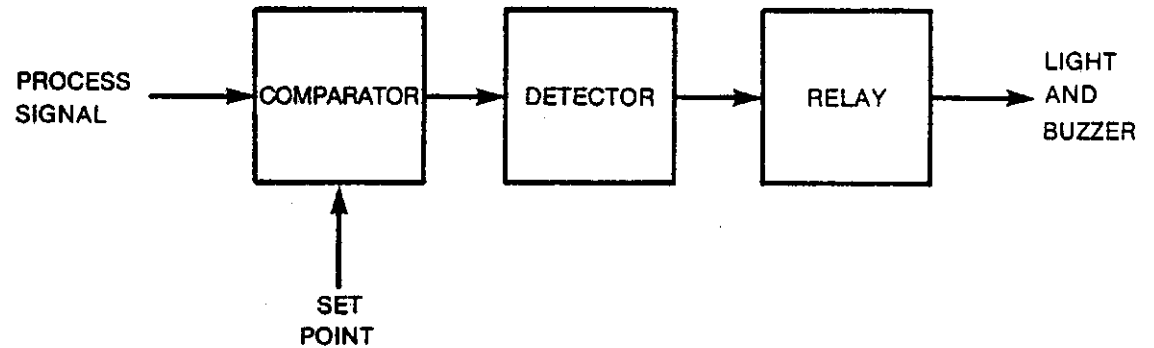 PROCESS
SIGNAL
COMPARATOR
DETECTOR
RELAY
LIGHT
AND
BUZZER
SET
POINT